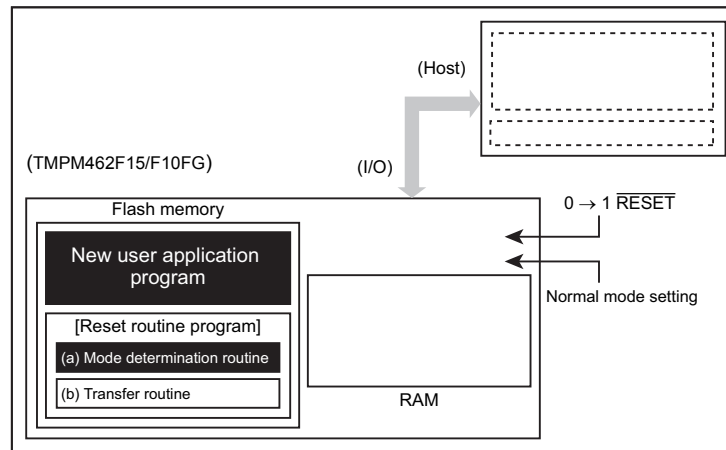 (Host)
(TMPM462F15/F10FG)
(I/O)
Flash memory
0 → 1 RESET
New user application
program
Normal mode setting
[Reset routine program]
(a) Mode determination routine
(b) Transfer routine
RAM